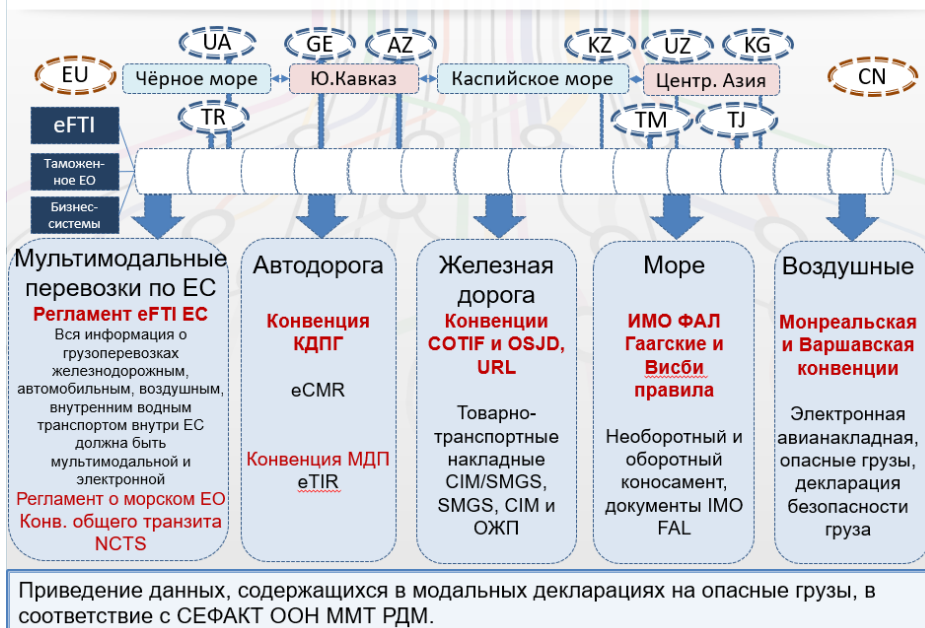 UA
GE
AZ
KZ
UZ
KG
EU
Чёрное море
Ю.Кавказ
Каспийское море
Центр. Азия
CN
TR
TM
TJ
eFTI
Таможен-
ное ЕО
Бизнес-
системы
Мультимодальные
перевозки по ЕС
Регламент eFTI ЕС
Вся информация о
грузоперевозках
железнодорожным,
автомобильным, воздушным,
внутренним водным
транспортом внутри ЕС
должна быть
мультимодальной и
электронной
Регламент о морском ЕО
Конв. общего транзита
NCTS
Автодорога
Конвенция
КДПГ
eCMR
Конвенция МДП
eTIR
Железная
дорога
Конвенции
COTIF и OSJD,
URL
Товарно-
транспортные
накладные
CIM/SMGS,
SMGS, CIM и
ОЖП
Море
ИМО ФАЛ
Гаагские и
Висби
правила
Необоротный и
оборотный
коносамент,
документы IMO
FAL
Воздушные
Монреальская
и Варшавская
конвенции
Электронная
авианакладная,
опасные грузы,
декларация
безопасности
груза
Приведение данных, содержащихся в модальных декларациях на опасные грузы, в
соответствие с СЕФАКТ ООН ММТ РДМ.